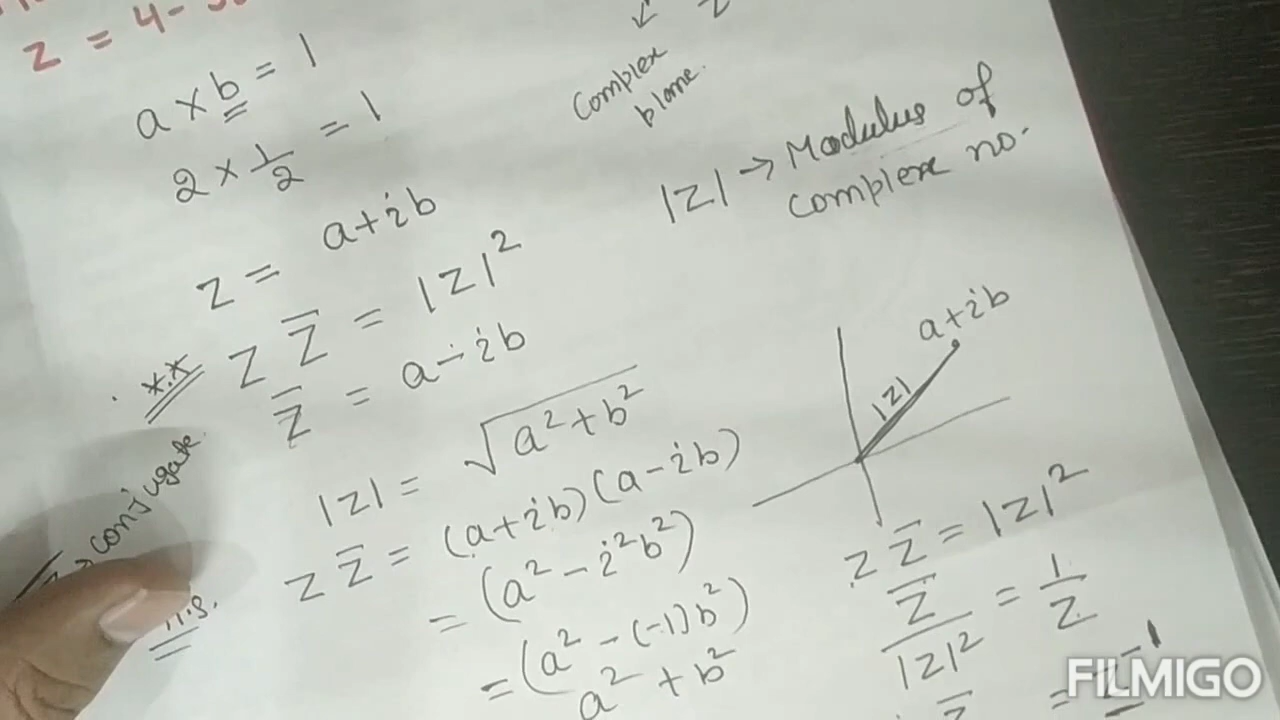 z = 4-
a × b = 1
2 × 1/2 = 1
z = a+ib
** z z̅ = |z|²
z̅ = a-ib
|z| = √(a²+b²)
z z̅ = (a+ib)(a-ib)
= (a² - i²b²)
= (a² - (-1)b²)
a² + b²
conjugate.
Complex
plane.
|z| → Modulus of
complex no.
a+ib
|z|
z z̅ = |z|²
z̅/|z|² = 1/z
= z⁻¹
FILMIGO